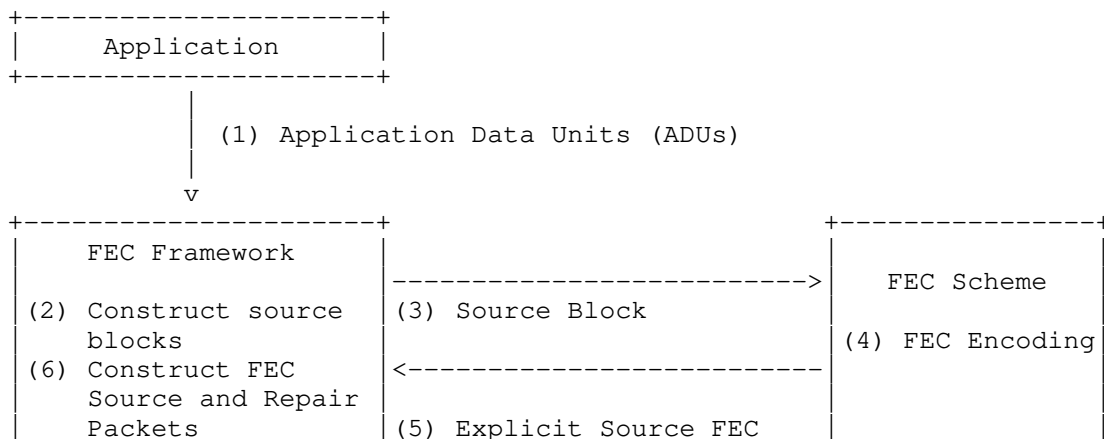 +----------------------+
|     Application      |
+----------------------+
           |
           | (1) Application Data Units (ADUs)
           |
           v
+----------------------+                           +----------------+
|    FEC Framework     |                           |                |
|                      |-------------------------->|   FEC Scheme   |
|(2) Construct source  |(3) Source Block           |                |
|    blocks            |                           |(4) FEC Encoding|
|(6) Construct FEC     |<--------------------------|                |
|    Source and Repair |                           |                |
|    Packets           |(5) Explicit Source FEC    |                |